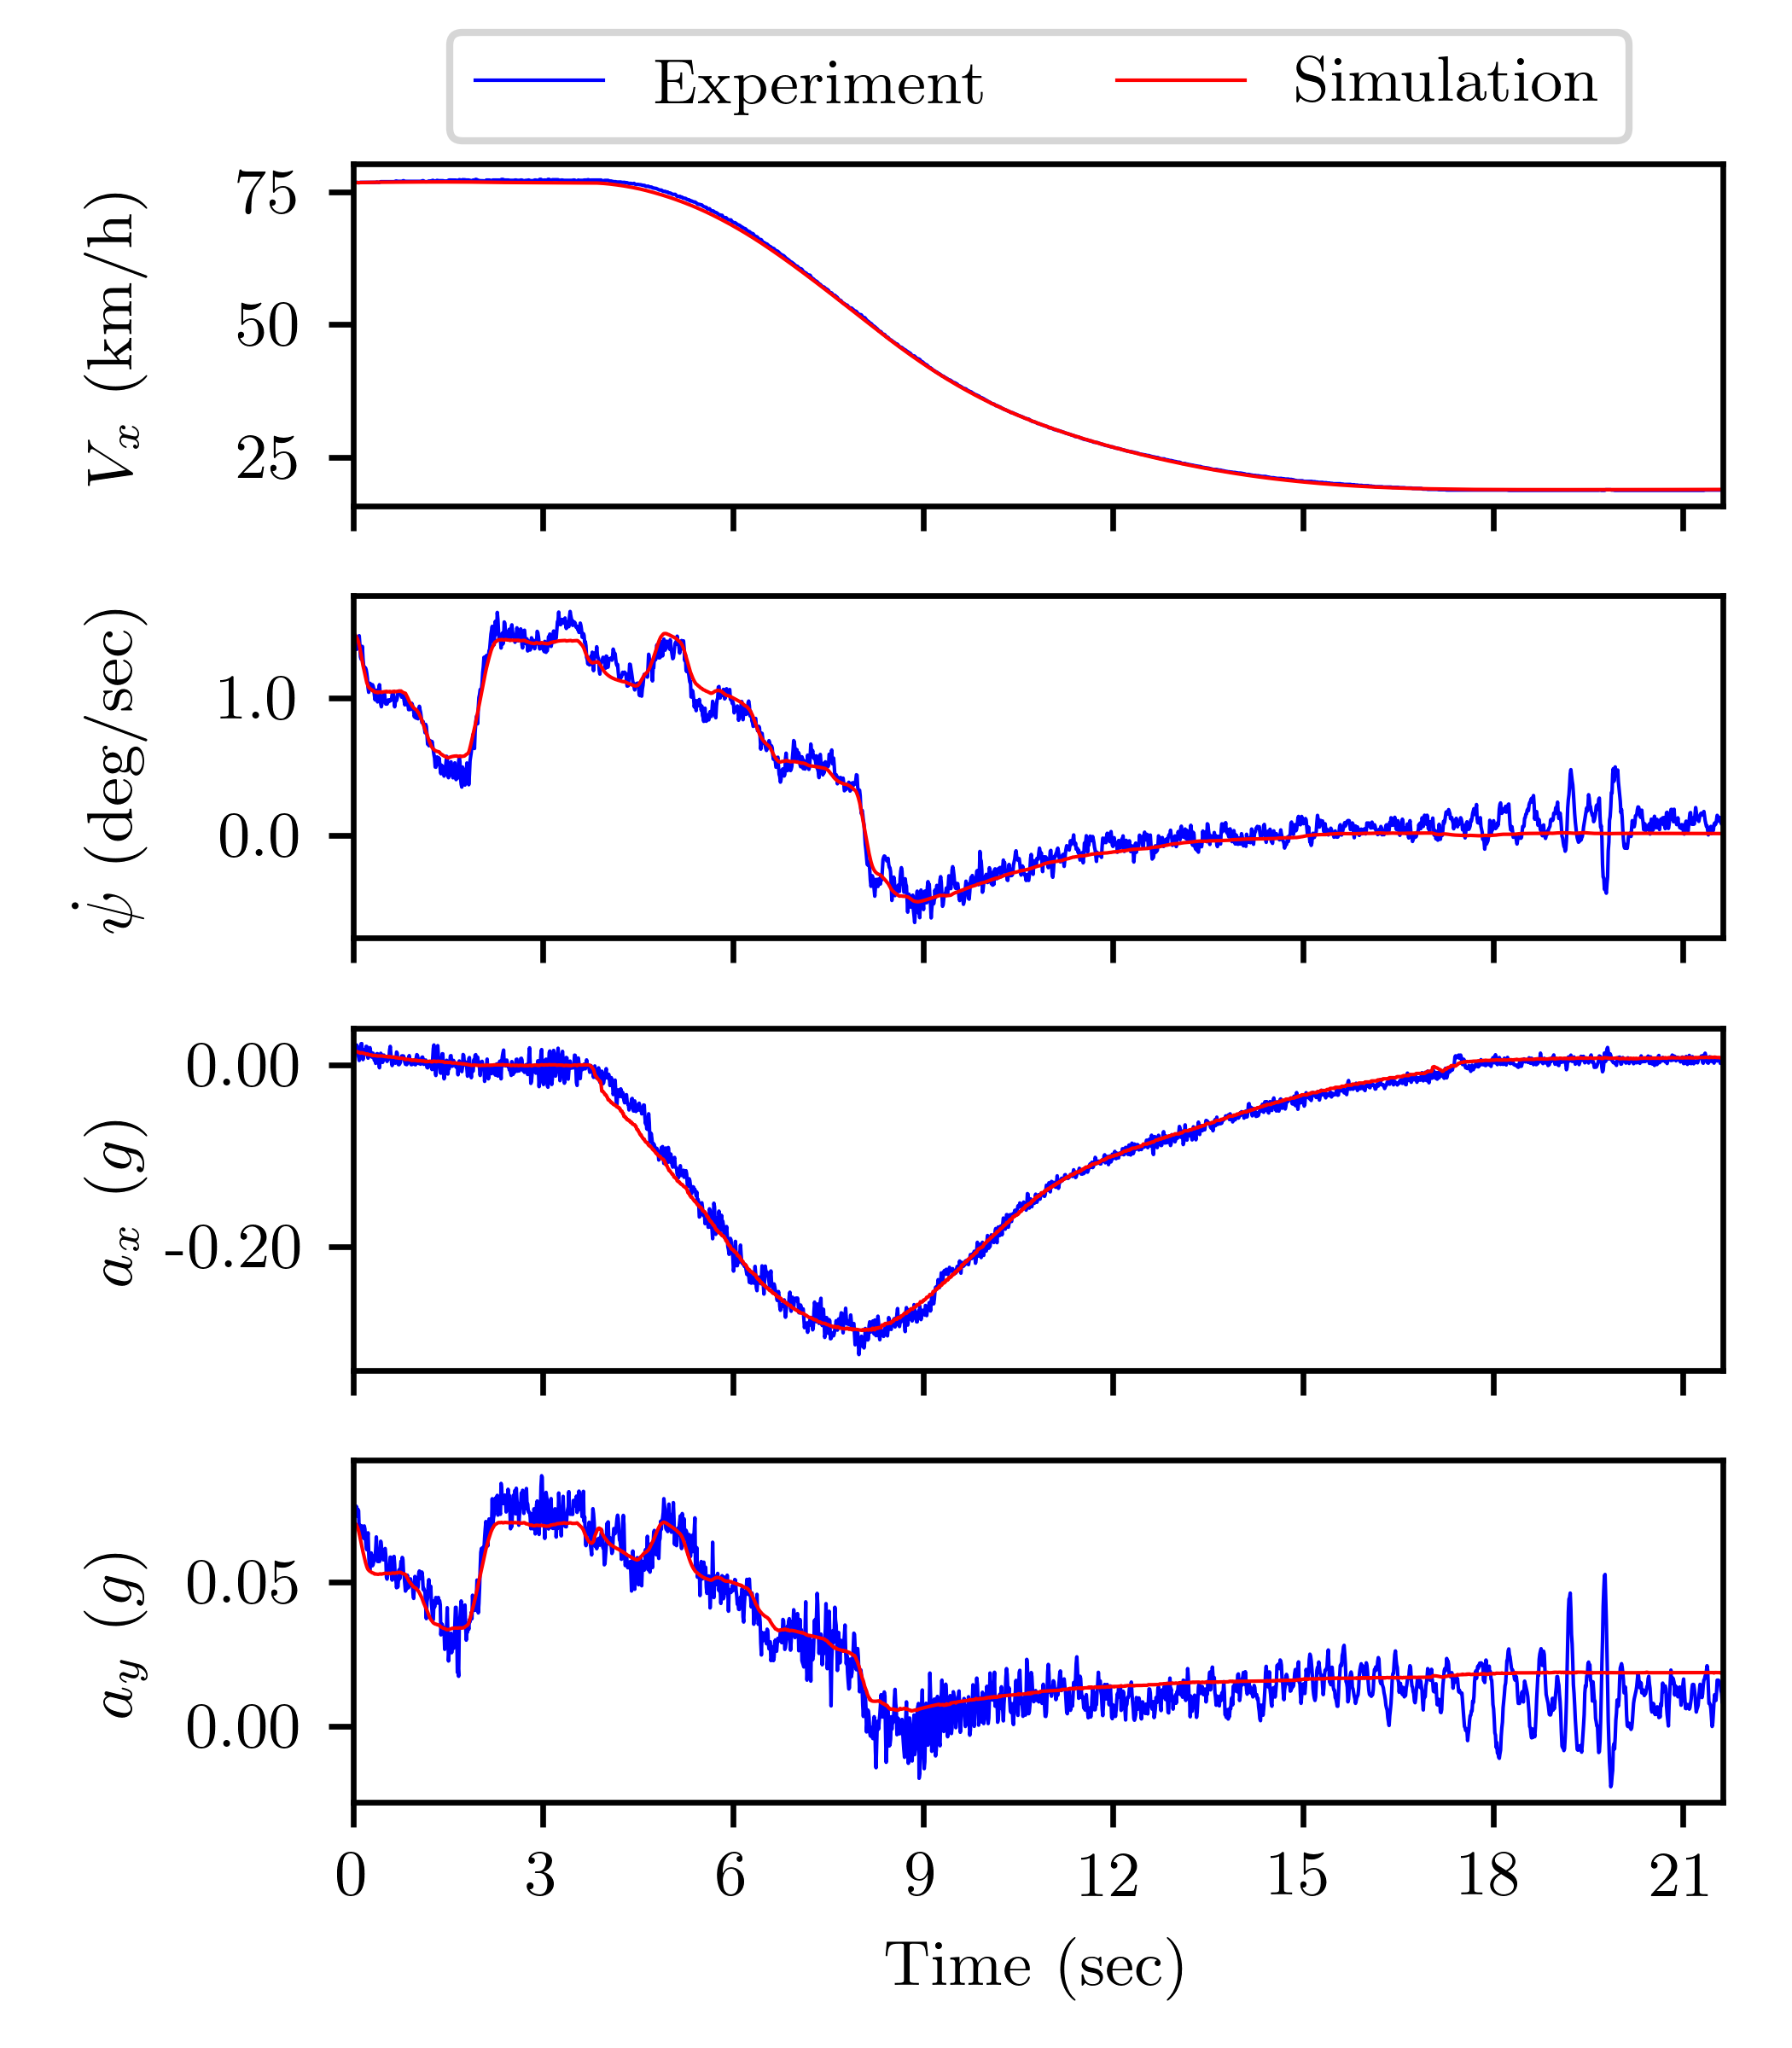 Experiment Simulation
V_x (km/h)
75
50
25
ψ̇ (deg/sec)
1.0
0.0
a_x (g)
0.00
-0.20
a_y (g)
0.05
0.00
0 3 6 9 12 15 18 21
Time (sec)